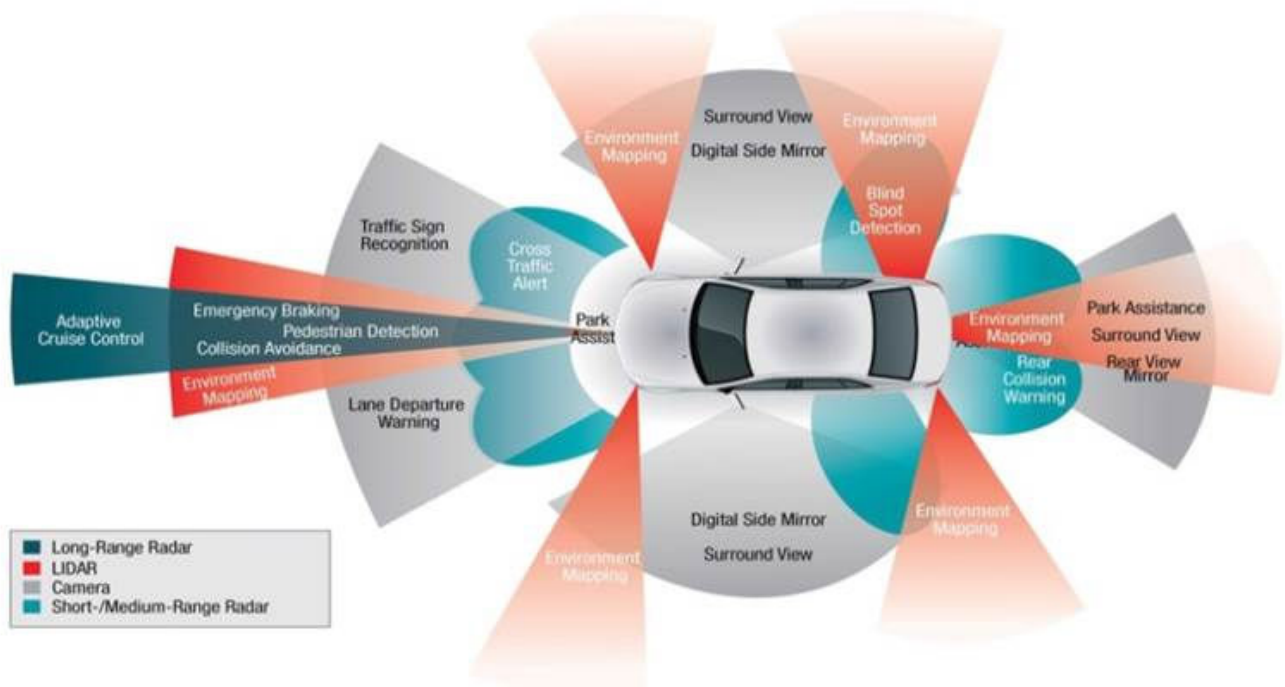 Surround View
Digital Side Mirror
Environment
Mapping
Environment
Mapping
Blind
Spot
Detection
Traffic Sign
Recognition
Cross
Traffic
Alert
Adaptive
Cruise Control
Emergency Braking
Pedestrian Detection
Collision Avoidance
Environment
Mapping
Lane Departure
Warning
Park
Assist
Environment
Mapping
Rear
Collision
Warning
Park Assistance
Surround View
Rear View
Mirror
Digital Side Mirror
Surround View
Environment
Mapping
Environment
Mapping
Long-Range Radar
LIDAR
Camera
Short-/Medium-Range Radar